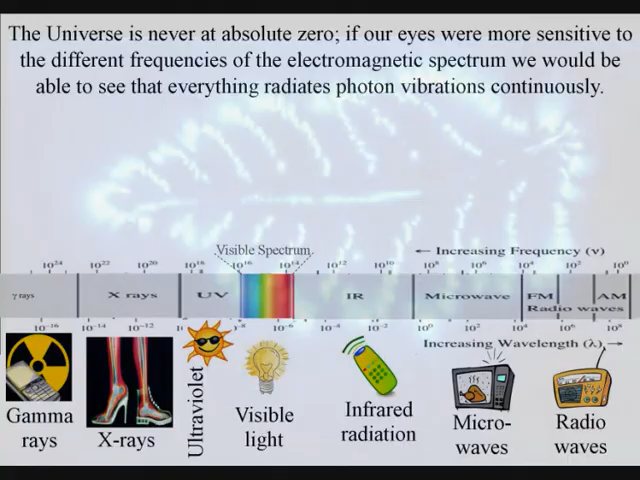 The Universe is never at absolute zero; if our eyes were more sensitive to
the different frequencies of the electromagnetic spectrum we would be
able to see that everything radiates photon vibrations continuously.
Visible Spectrum
← Increasing Frequency (ν)
10²⁴ 10²² 10²⁰ 10¹⁸ 10¹⁶ 10¹⁴ 10¹² 10¹⁰ 10⁸ 10⁶ 10⁴ 10² 10⁰
γ rays X rays UV IR Microwave FM AM
Radio waves
10⁻¹⁶ 10⁻¹⁴ 10⁻¹² 10⁻⁶ 10⁻⁴ 10⁻² 10⁰ 10² 10⁴ 10⁶ 10⁸
Increasing Wavelength (λ) →
Gamma
rays
X-rays
Ultraviolet
Visible
light
Infrared
radiation
Micro-
waves
Radio
waves